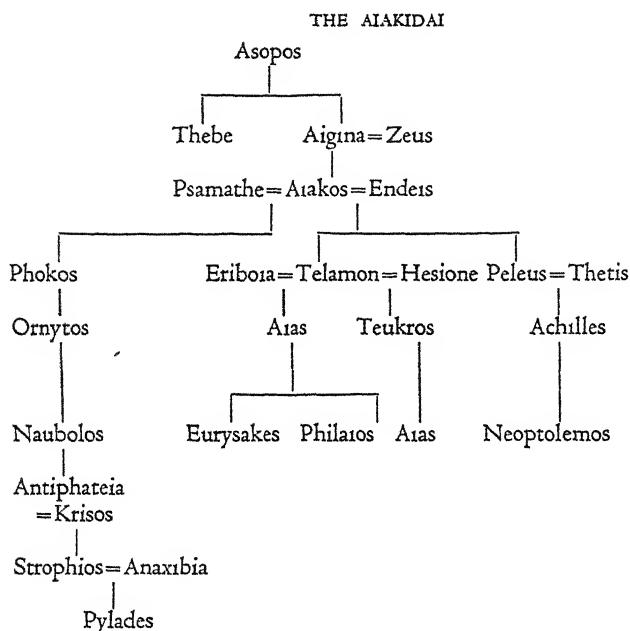 THE AIAKIDAI
Asopos
Thebe Aigina=Zeus
Psamathe=Aiakos=Endeis
Phokos Eriboia=Telamon=Hesione Peleus=Thetis
Ornytos Aias Teukros Achilles
Naubolos Eurysakes Philaios Aias Neoptolemos
Antiphateia
=Krisos
Strophios=Anaxibia
Pylades